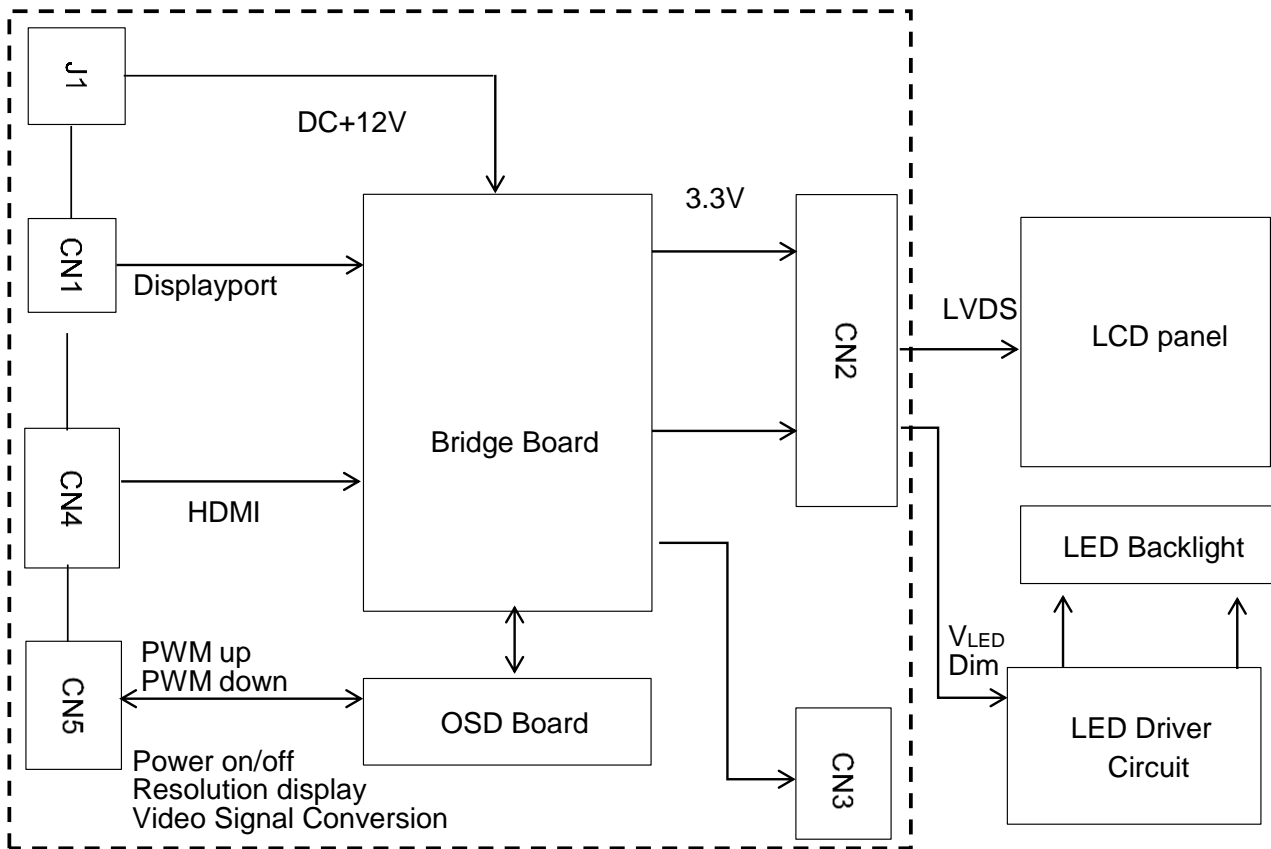 J1
DC+12V
3.3V
CN1
Displayport
LVDS
LCD panel
CN2
Bridge Board
CN4
HDMI
LED Backlight
PWM up
PWM down
CN5
OSD Board
VLED
Dim
LED Driver
Circuit
CN3
Power on/off
Resolution display
Video Signal Conversion